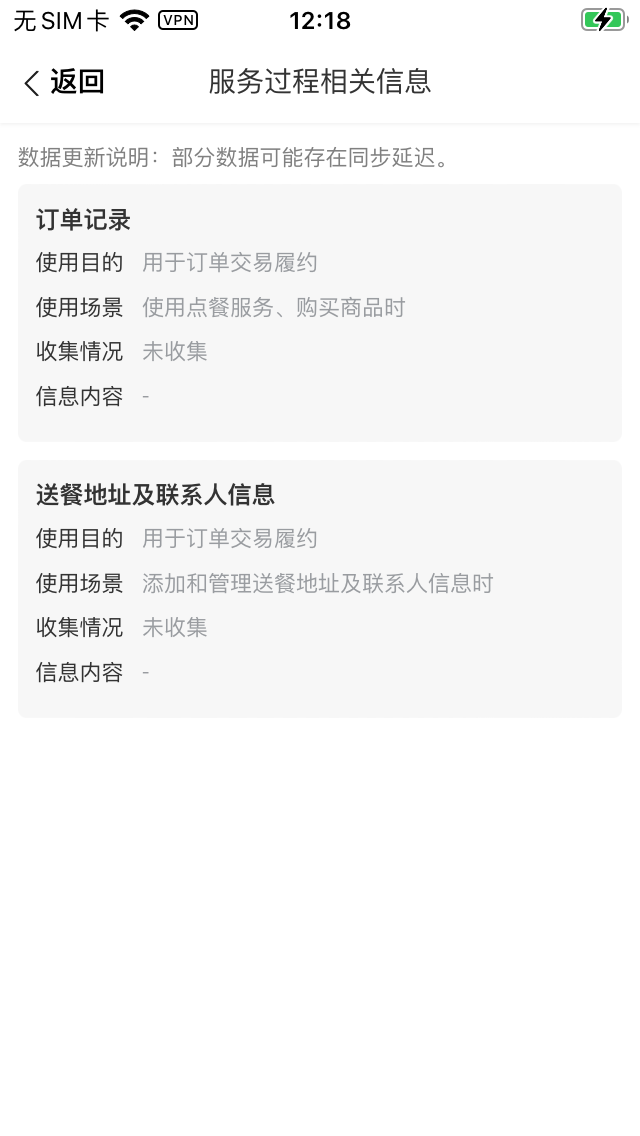 无SIM卡 VPN 12:18
返回 服务过程相关信息
数据更新说明：部分数据可能存在同步延迟。
订单记录
使用目的 用于订单交易履约
使用场景 使用点餐服务、购买商品时
收集情况 未收集
信息内容 -
送餐地址及联系人信息
使用目的 用于订单交易履约
使用场景 添加和管理送餐地址及联系人信息时
收集情况 未收集
信息内容 -